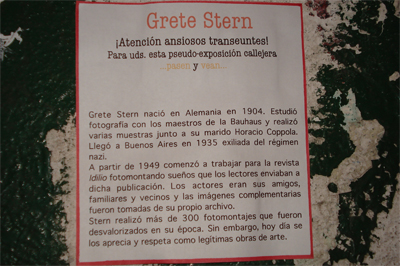 Grete Stern
¡Atención ansiosos transeuntes!
Para uds. esta pseudo-exposición callejera
...pasen y vean...
Grete Stern nació en Alemania en 1904. Estudió
fotografía con los maestros de la Bauhaus y realizó
varias muestras junto a su marido Horacio Coppola.
Llegó a Buenos Aires en 1935 exiliada del régimen
nazi.
A partir de 1949 comenzó a trabajar para la revista
Idilio fotomontando sueños que los lectores enviaban a
dicha publicación. Los actores eran sus amigos,
familiares y vecinos y las imágenes complementarias
fueron tomadas de su propio archivo.
Stern realizó más de 300 fotomontajes que fueron
desvalorizados en su época. Sin embargo, hoy día se
los aprecia y respeta como legítimas obras de arte.